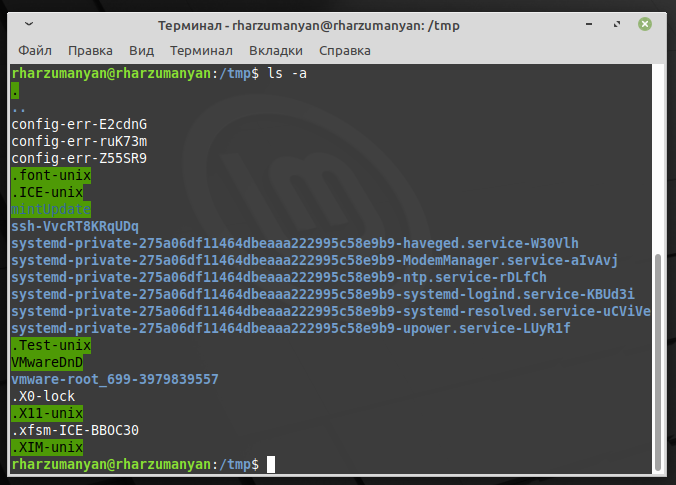 Терминал - rharzumanyan@rharzumanyan: /tmp
Файл Правка Вид Терминал Вкладки Справка
rharzumanyan@rharzumanyan:/tmp$ ls -a
.
..
config-err-E2cdnG
config-err-ruK73m
config-err-Z55SR9
.font-unix
.ICE-unix
mintUpdate
ssh-VvcRT8KRqUDq
systemd-private-275a06df11464dbeaaa222995c58e9b9-haveged.service-W30Vlh
systemd-private-275a06df11464dbeaaa222995c58e9b9-ModemManager.service-aIvAvj
systemd-private-275a06df11464dbeaaa222995c58e9b9-ntp.service-rDLfCh
systemd-private-275a06df11464dbeaaa222995c58e9b9-systemd-logind.service-KBUd3i
systemd-private-275a06df11464dbeaaa222995c58e9b9-systemd-resolved.service-uCViVe
systemd-private-275a06df11464dbeaaa222995c58e9b9-upower.service-LUyR1f
.Test-unix
VMwareDnD
vmware-root_699-3979839557
.X0-lock
.X11-unix
.xfsm-ICE-BBOC30
.XIM-unix
rharzumanyan@rharzumanyan:/tmp$